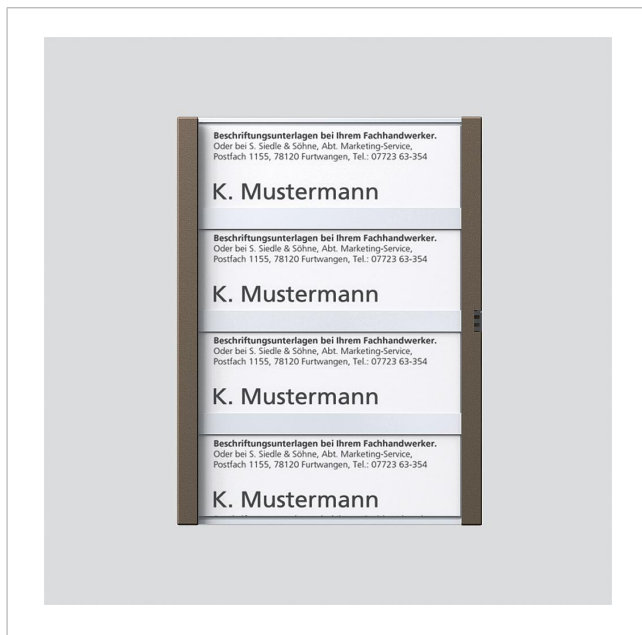 Beschriftungsunterlagen bei Ihrem Fachhandwerker.
Oder bei S. Siedle & Söhne, Abt. Marketing-Service,
Postfach 1155, 78120 Furtwangen, Tel.: 07723 63-354
K. Mustermann
Beschriftungsunterlagen bei Ihrem Fachhandwerker.
Oder bei S. Siedle & Söhne, Abt. Marketing-Service,
Postfach 1155, 78120 Furtwangen, Tel.: 07723 63-354
K. Mustermann
Beschriftungsunterlagen bei Ihrem Fachhandwerker.
Oder bei S. Siedle & Söhne, Abt. Marketing-Service,
Postfach 1155, 78120 Furtwangen, Tel.: 07723 63-354
K. Mustermann
Beschriftungsunterlagen bei Ihrem Fachhandwerker.
Oder bei S. Siedle & Söhne, Abt. Marketing-Service,
Postfach 1155, 78120 Furtwangen, Tel.: 07723 63-354
K. Mustermann